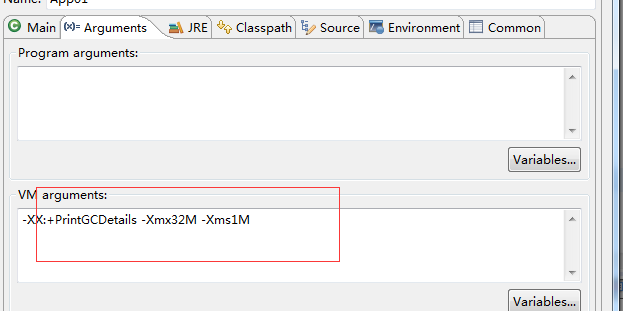 Name: App01
Main
(x)= Arguments
JRE
Classpath
Source
Environment
Common
Program arguments:
Variables...
VM arguments:
-XX:+PrintGCDetails -Xmx32M -Xms1M
Variables...